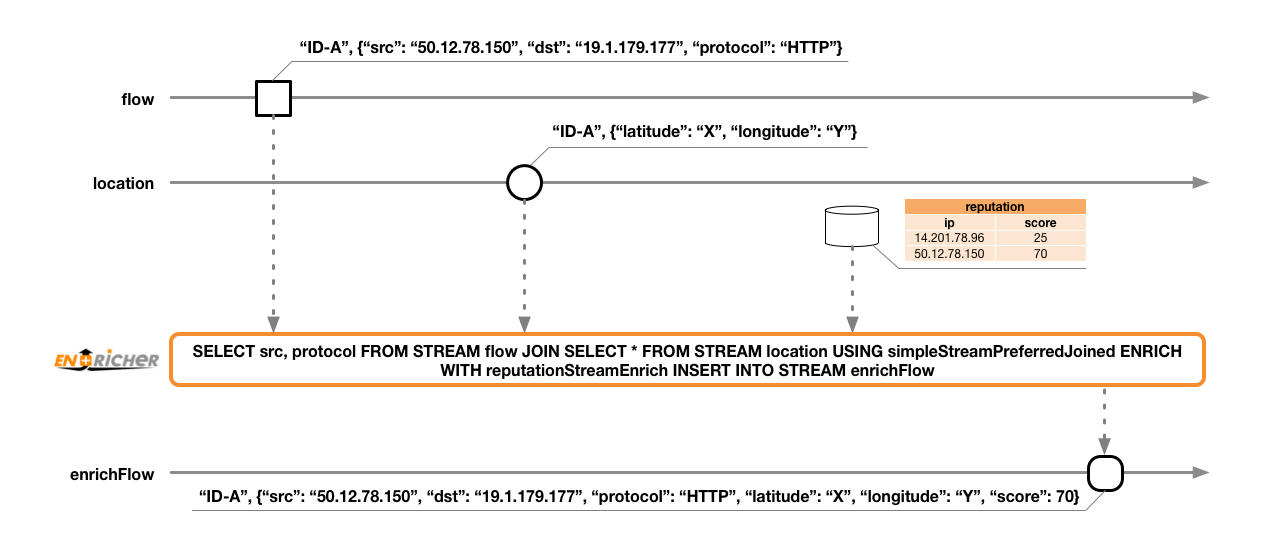 “ID-A”, {“src”: “50.12.78.150”, “dst”: “19.1.179.177”, “protocol”: “HTTP”}
flow
“ID-A”, {“latitude”: “X”, “longitude”: “Y”}
location
reputation
ip score
14.201.78.96 25
50.12.78.150 70
ENRICHER
SELECT src, protocol FROM STREAM flow JOIN SELECT * FROM STREAM location USING simpleStreamPreferredJoined ENRICH
WITH reputationStreamEnrich INSERT INTO STREAM enrichFlow
enrichFlow
“ID-A”, {“src”: “50.12.78.150”, “dst”: “19.1.179.177”, “protocol”: “HTTP”, “latitude”: “X”, “longitude”: “Y”, “score”: 70}